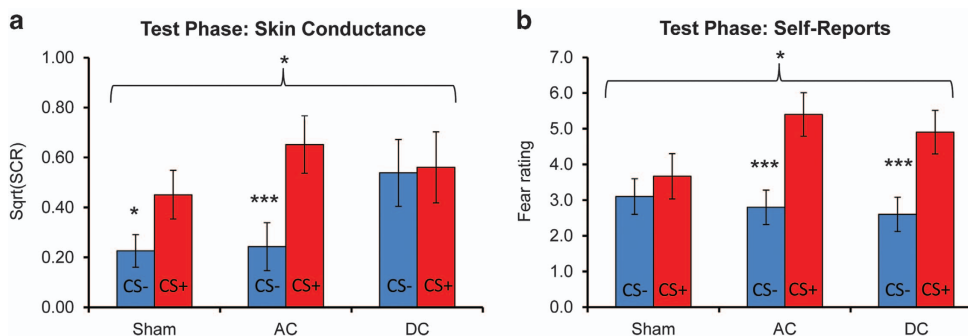 a
Test Phase: Skin Conductance
1.00
*
0.80
0.60
0.40
0.20
0.00
Sqrt(SCR)
*
***
CS-
CS+
CS-
CS+
CS-
CS+
Sham
AC
DC
b
Test Phase: Self-Reports
7.0
*
6.0
5.0
4.0
3.0
2.0
1.0
0.0
Fear rating
***
***
CS-
CS+
CS-
CS+
CS-
CS+
Sham
AC
DC